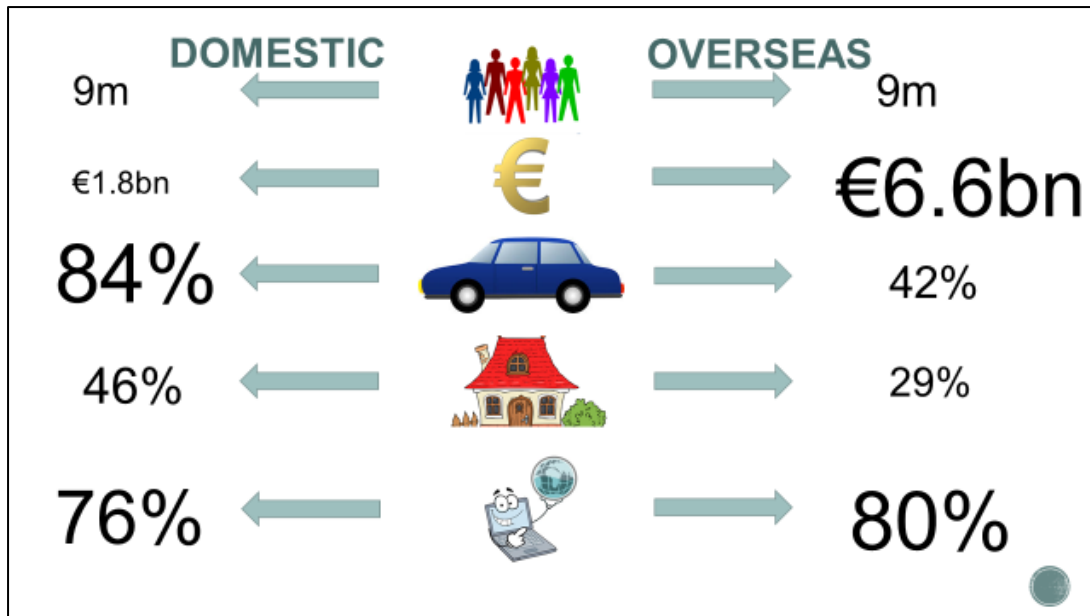 DOMESTIC OVERSEAS
9m 9m
€1.8bn €6.6bn
84% 42%
46% 29%
76% 80%